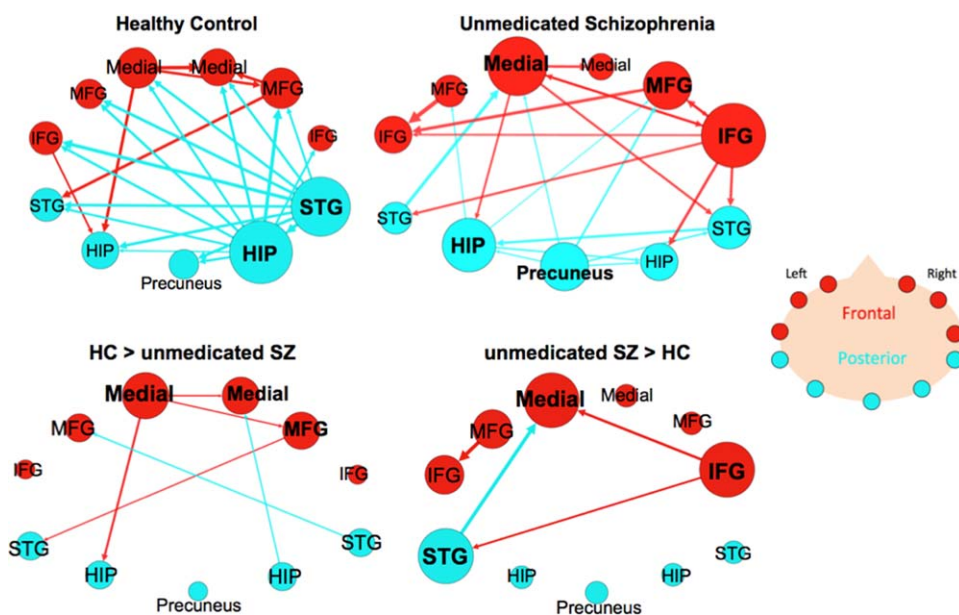 Healthy Control
Medial
Medial
MFG
MFG
IFG
IFG
STG
STG
HIP
HIP
Precuneus
Unmedicated Schizophrenia
Medial
Medial
MFG
MFG
IFG
IFG
STG
STG
HIP
HIP
Precuneus
Left
Right
Frontal
Posterior
HC > unmedicated SZ
Medial
Medial
MFG
MFG
IFG
IFG
STG
STG
HIP
HIP
Precuneus
unmedicated SZ > HC
Medial
Medial
MFG
MFG
IFG
IFG
STG
STG
HIP
HIP
Precuneus